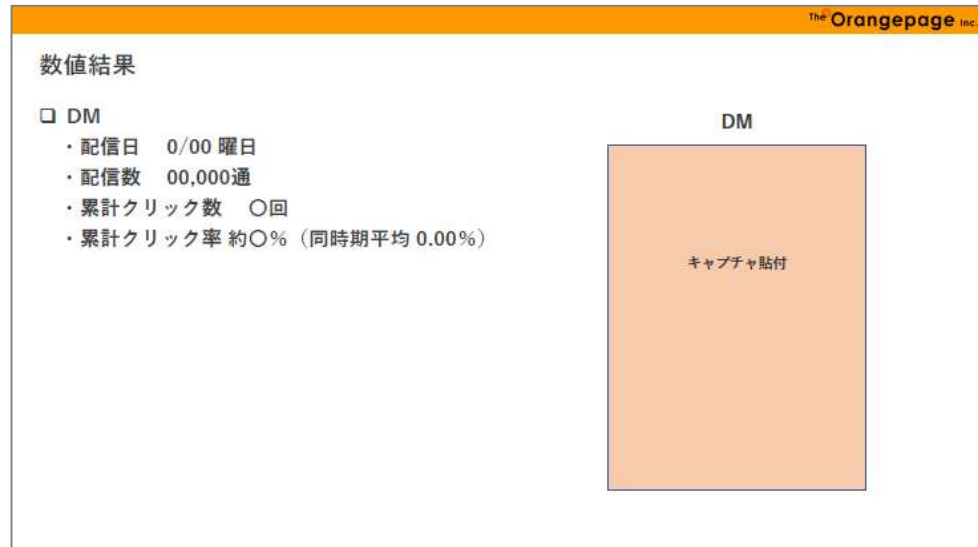 The Orangepage Inc.
数値結果
❑ DM
・配信日　0/00 曜日
・配信数　00,000通
・累計クリック数　〇回
・累計クリック率 約〇%（同時期平均 0.00%）
DM
キャプチャ貼付